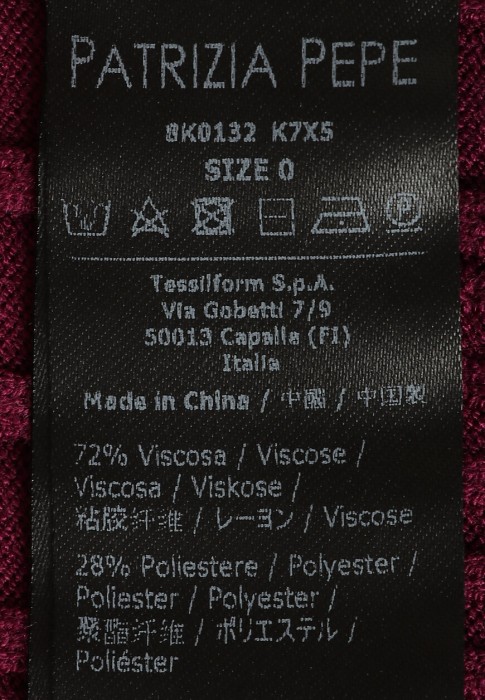 PATRIZIA PEPE
8K0132 K7X5
SIZE 0
P
Tessilform S.p.A.
Via Gobetti 7/9
50013 Capalle (FI)
Italia
Made in China / 中國 / 中国製
72% Viscosa / Viscose /
Viscosa / Viskose /
粘胶纤维 / レーヨン / Viscose
28% Poliestere / Polyester /
Poliester / Polyester /
聚酯纤维 / ポリエステル /
Poliéster